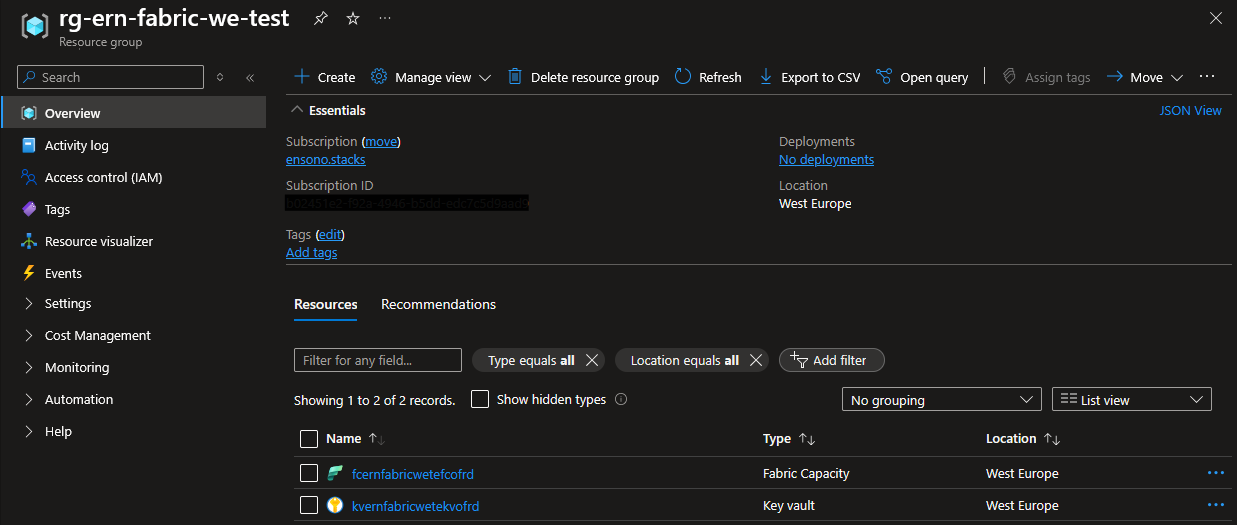 rg-ern-fabric-we-test
Resource group
Search
Create
Manage view
Delete resource group
Refresh
Export to CSV
Open query
Assign tags
Move
Overview
Activity log
Access control (IAM)
Tags
Resource visualizer
Events
Settings
Cost Management
Monitoring
Automation
Help
Essentials
JSON View
Subscription (move)
ensono.stacks
Subscription ID
Deployments
No deployments
Location
West Europe
Tags (edit)
Add tags
Resources Recommendations
Filter for any field...
Type equals all
Location equals all
Add filter
Showing 1 to 2 of 2 records.
Show hidden types
No grouping
List view
Name Type Location
fcernfabricwetefcofrd Fabric Capacity West Europe
kvernfabricwetekvofrd Key vault West Europe